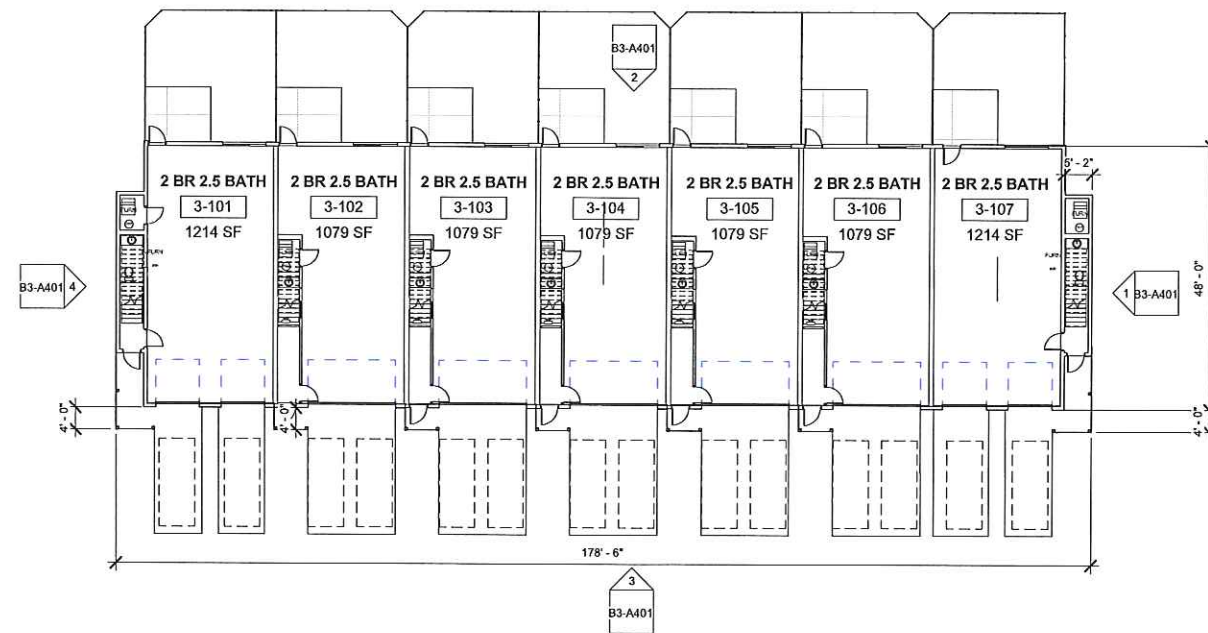 B3-A401
2
5' - 2"
2 BR 2.5 BATH
3-101
1214 SF
2 BR 2.5 BATH
3-102
1079 SF
2 BR 2.5 BATH
3-103
1079 SF
2 BR 2.5 BATH
3-104
1079 SF
2 BR 2.5 BATH
3-105
1079 SF
2 BR 2.5 BATH
3-106
1079 SF
2 BR 2.5 BATH
3-107
1214 SF
FURN
FURN
B3-A401 4
1 B3-A401
48' - 0"
4' - 0"
4' - 0"
4' - 0"
178' - 6"
3
B3-A401